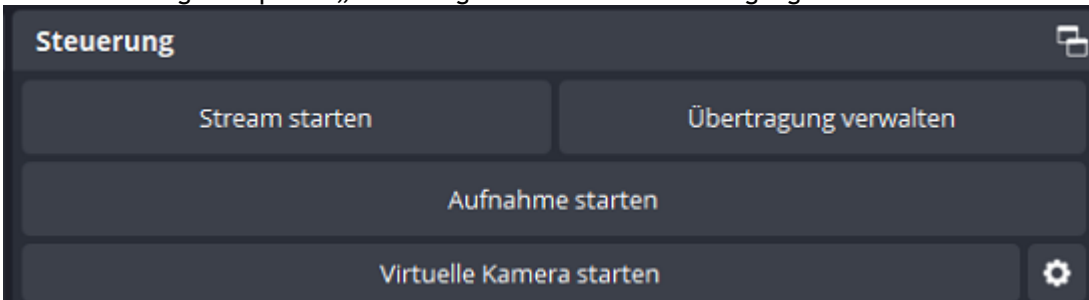 Steuerung
Stream starten Übertragung verwalten
Aufnahme starten
Virtuelle Kamera starten